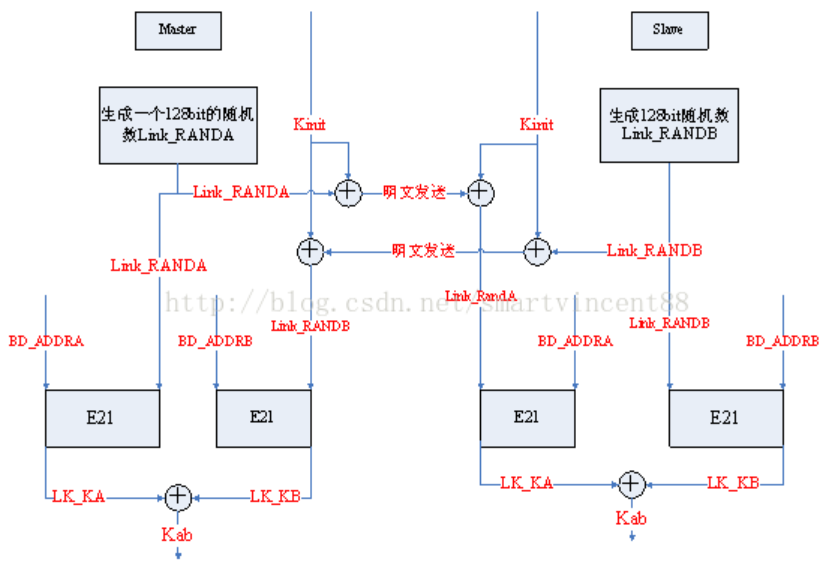 Master
Slave
生成一个128bit的随机
数Link_RANDA
生成128bit随机数
Link_RANDB
Kinit
Kinit
Link_RANDA
明文发送
明文发送
Link_RANDB
Link_RANDA
http://blog.csdn.net/smartvincent88
Link_RandA
Link_RANDB
Link_RANDB
BD_ADDRA
BD_ADDRB
BD_ADDRA
BD_ADDRB
E21
E21
E21
E21
LK_KA
LK_KB
LK_KA
LK_KB
Kab
Kab